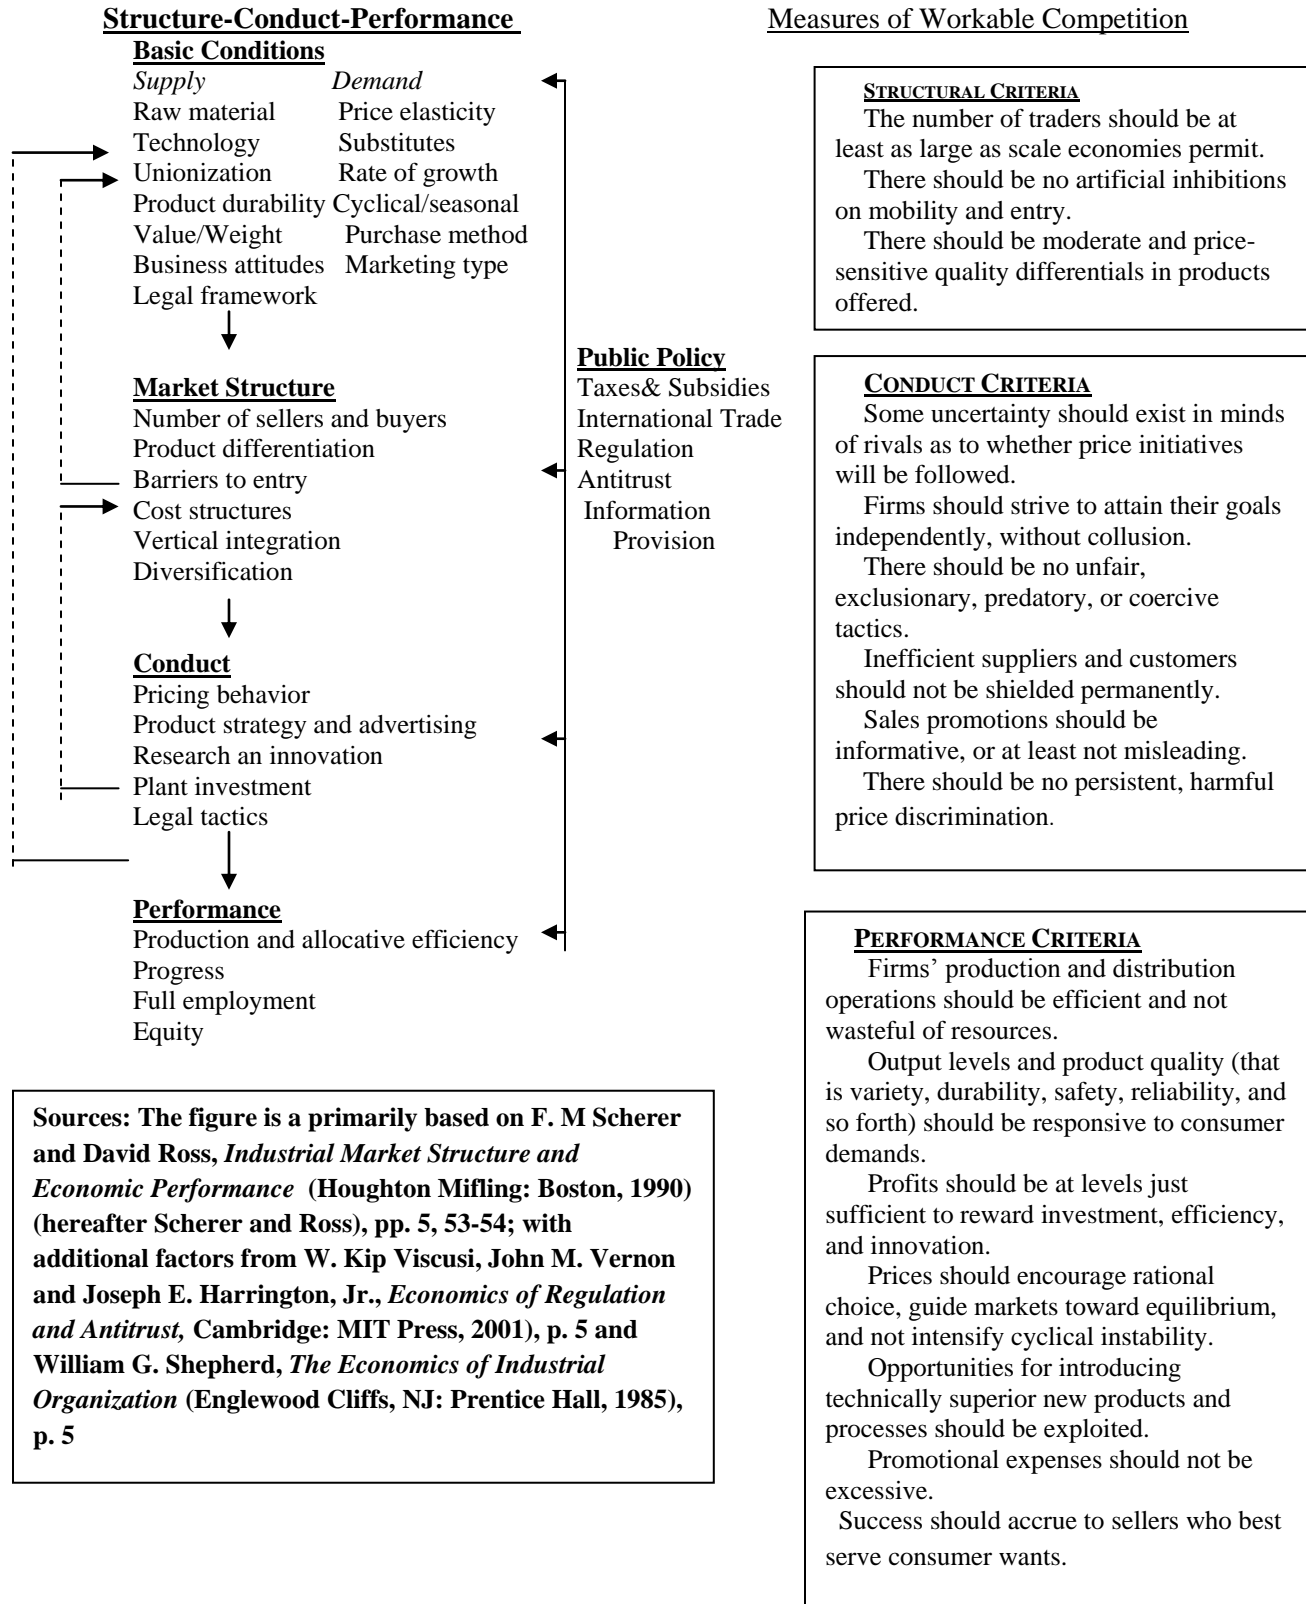 Structure-Conduct-Performance
Basic Conditions
Supply Demand
Raw material Price elasticity
Technology Substitutes
Unionization Rate of growth
Product durability Cyclical/seasonal
Value/Weight Purchase method
Business attitudes Marketing type
Legal framework
Market Structure
Number of sellers and buyers
Product differentiation
Barriers to entry
Cost structures
Vertical integration
Diversification
Conduct
Pricing behavior
Product strategy and advertising
Research an innovation
Plant investment
Legal tactics
Performance
Production and allocative efficiency
Progress
Full employment
Equity
Public Policy
Taxes& Subsidies
International Trade
Regulation
Antitrust
Information
Provision
Sources: The figure is a primarily based on F. M Scherer
and David Ross, Industrial Market Structure and
Economic Performance (Houghton Mifling: Boston, 1990)
(hereafter Scherer and Ross), pp. 5, 53-54; with
additional factors from W. Kip Viscusi, John M. Vernon
and Joseph E. Harrington, Jr., Economics of Regulation
and Antitrust, Cambridge: MIT Press, 2001), p. 5 and
William G. Shepherd, The Economics of Industrial
Organization (Englewood Cliffs, NJ: Prentice Hall, 1985),
p. 5
Measures of Workable Competition
STRUCTURAL CRITERIA
The number of traders should be at
least as large as scale economies permit.
There should be no artificial inhibitions
on mobility and entry.
There should be moderate and price-
sensitive quality differentials in products
offered.
CONDUCT CRITERIA
Some uncertainty should exist in minds
of rivals as to whether price initiatives
will be followed.
Firms should strive to attain their goals
independently, without collusion.
There should be no unfair,
exclusionary, predatory, or coercive
tactics.
Inefficient suppliers and customers
should not be shielded permanently.
Sales promotions should be
informative, or at least not misleading.
There should be no persistent, harmful
price discrimination.
PERFORMANCE CRITERIA
Firms' production and distribution
operations should be efficient and not
wasteful of resources.
Output levels and product quality (that
is variety, durability, safety, reliability, and
so forth) should be responsive to consumer
demands.
Profits should be at levels just
sufficient to reward investment, efficiency,
and innovation.
Prices should encourage rational
choice, guide markets toward equilibrium,
and not intensify cyclical instability.
Opportunities for introducing
technically superior new products and
processes should be exploited.
Promotional expenses should not be
excessive.
Success should accrue to sellers who best
serve consumer wants.